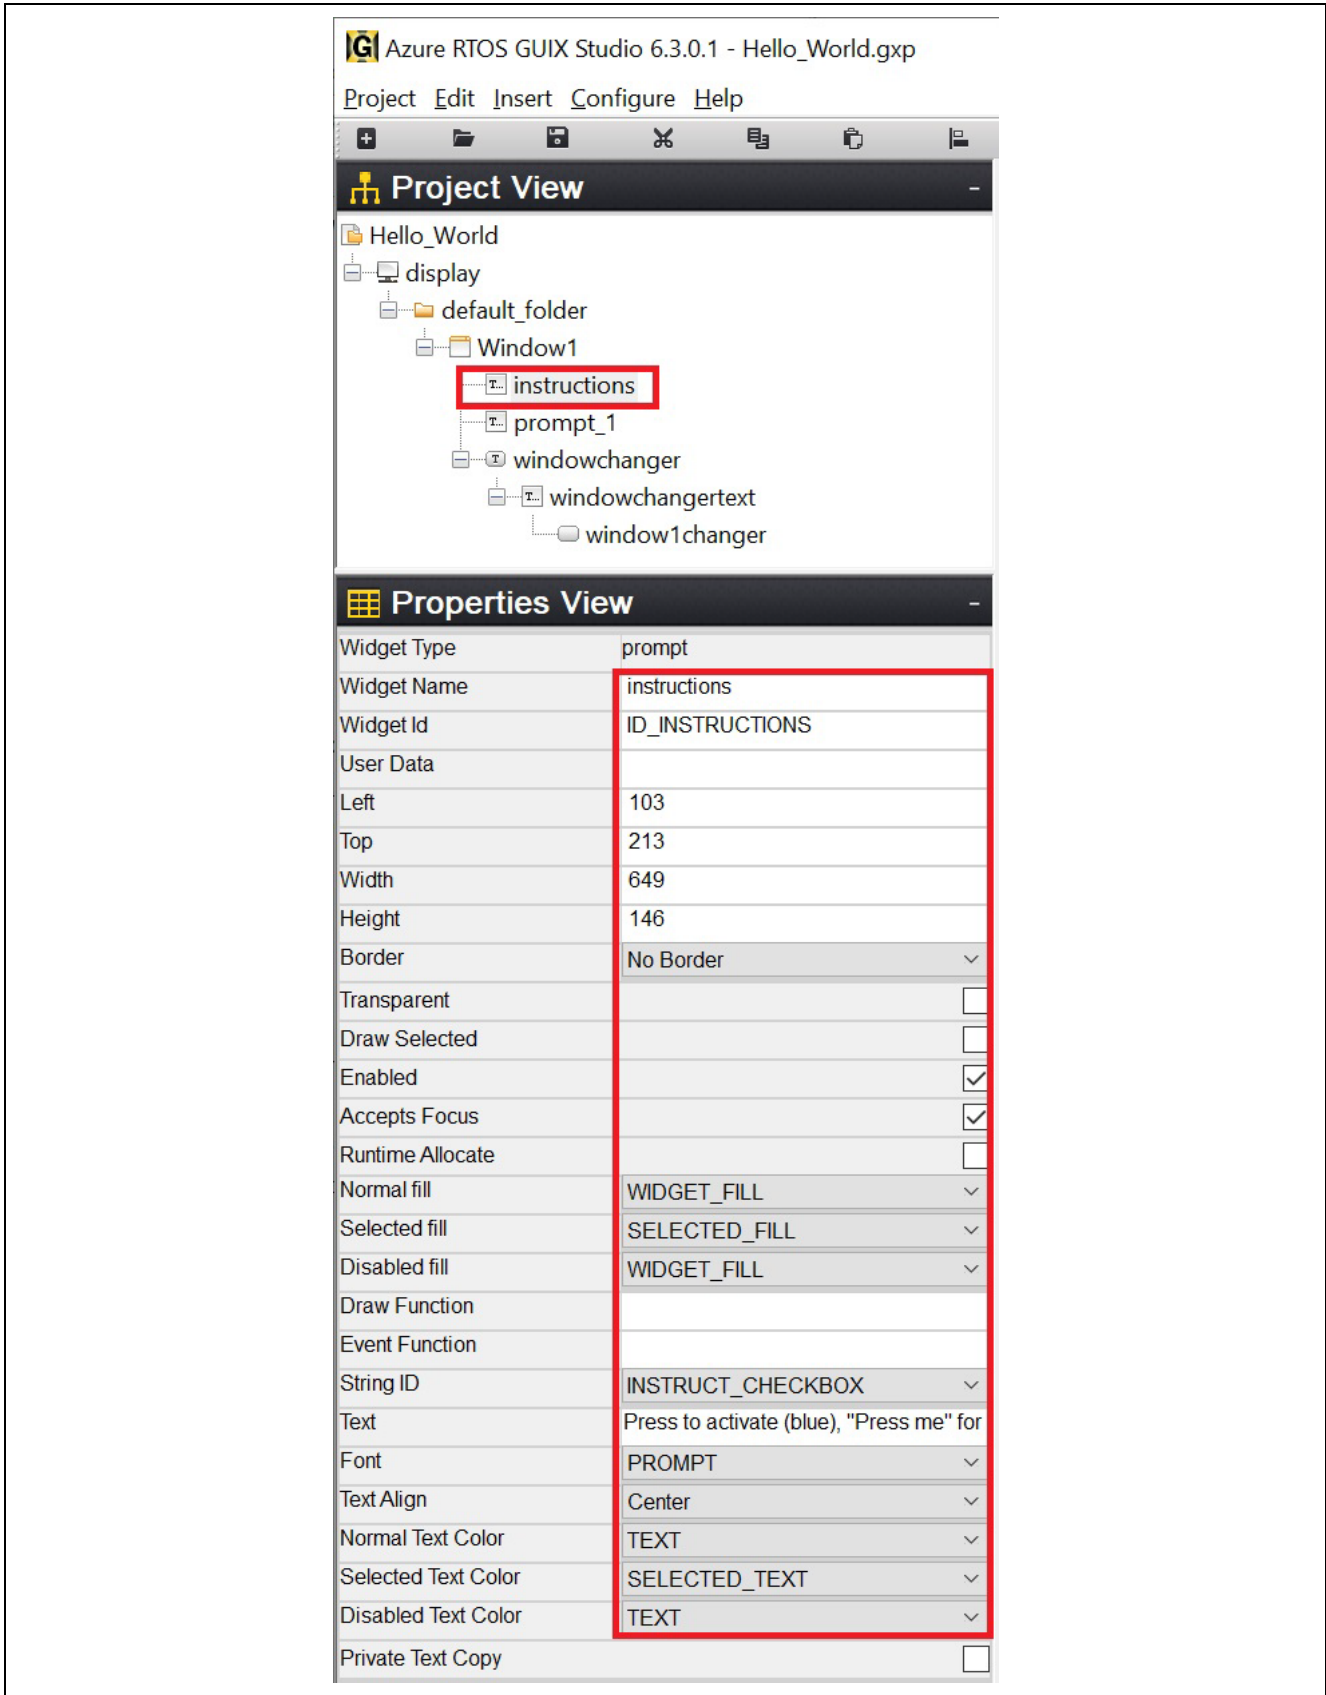 Azure RTOS GUIX Studio 6.3.0.1 - Hello_World.gxp
Project Edit Insert Configure Help
Project View -
Hello_World
display
default_folder
Window1
T... instructions
T... prompt_1
T windowchanger
T... windowchangertext
window1changer
Properties View -
Widget Type prompt
Widget Name instructions
Widget Id ID_INSTRUCTIONS
User Data
Left 103
Top 213
Width 649
Height 146
Border No Border
Transparent
Draw Selected
Enabled
Accepts Focus
Runtime Allocate
Normal fill WIDGET_FILL
Selected fill SELECTED_FILL
Disabled fill WIDGET_FILL
Draw Function
Event Function
String ID INSTRUCT_CHECKBOX
Text Press to activate (blue), "Press me" for
Font PROMPT
Text Align Center
Normal Text Color TEXT
Selected Text Color SELECTED_TEXT
Disabled Text Color TEXT
Private Text Copy